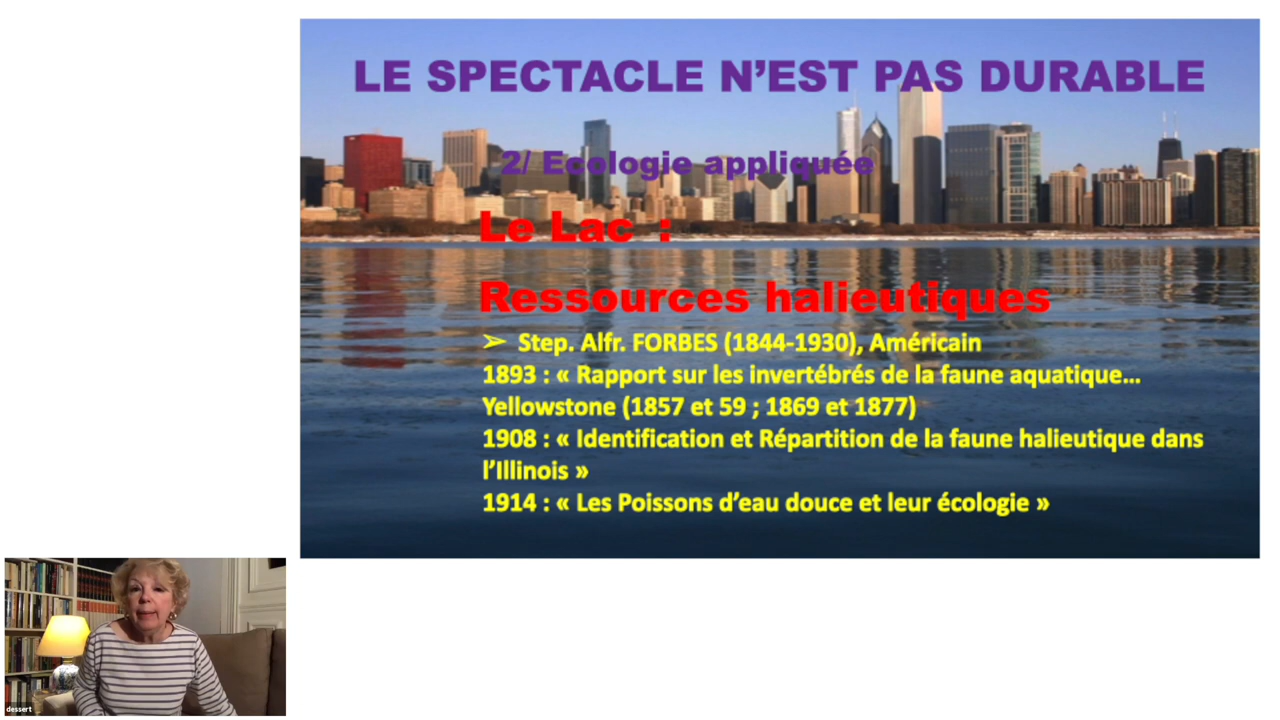 LE SPECTACLE N'EST PAS DURABLE
2/ Ecologie appliquée
Le Lac :
Ressources halieutiques
➢ Step. Alfr. FORBES (1844-1930), Américain
1893 : « Rapport sur les invertébrés de la faune aquatique...
Yellowstone (1857 et 59 ; 1869 et 1877)
1908 : « Identification et Répartition de la faune halieutique dans
l'Illinois »
1914 : « Les Poissons d'eau douce et leur écologie »
dessert